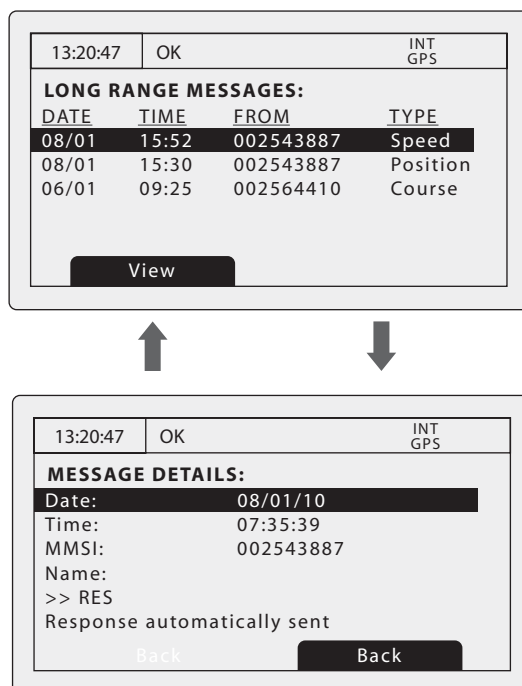 13:20:47 OK INT GPS
LONG RANGE MESSAGES:
DATE TIME FROM TYPE
08/01 15:52 002543887 Speed
08/01 15:30 002543887 Position
06/01 09:25 002564410 Course
View
13:20:47 OK INT GPS
MESSAGE DETAILS:
Date: 08/01/10
Time: 07:35:39
MMSI: 002543887
Name:
>> RES
Response automatically sent
Back Back